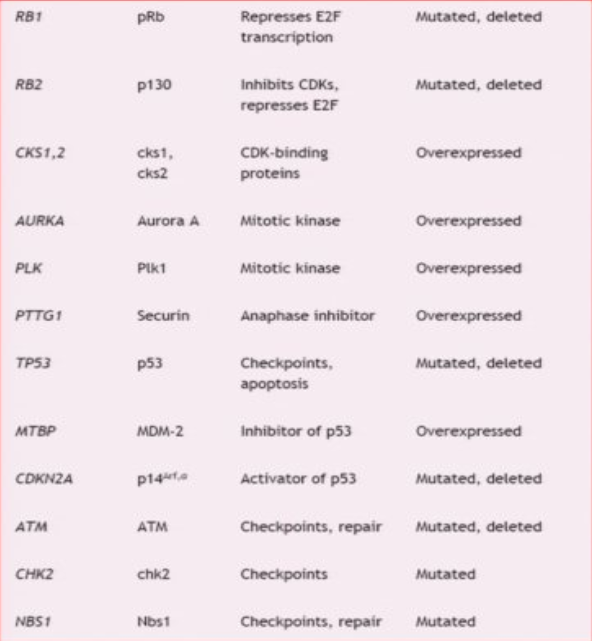 RB1 pRb Represses E2F Mutated, deleted
transcription
RB2 p130 Inhibits CDKs, Mutated, deleted
represses E2F
CKS1,2 cks1, CDK-binding Overexpressed
cks2 proteins
AURKA Aurora A Mitotic kinase Overexpressed
PLK Plk1 Mitotic kinase Overexpressed
PTTG1 Securin Anaphase inhibitor Overexpressed
TP53 p53 Checkpoints, Mutated, deleted
apoptosis
MTBP MDM-2 Inhibitor of p53 Overexpressed
CDKN2A p14 Activator of p53 Mutated, deleted
ATM ATM Checkpoints, repair Mutated, deleted
CHK2 chk2 Checkpoints Mutated
NBS1 Nbs1 Checkpoints, repair Mutated